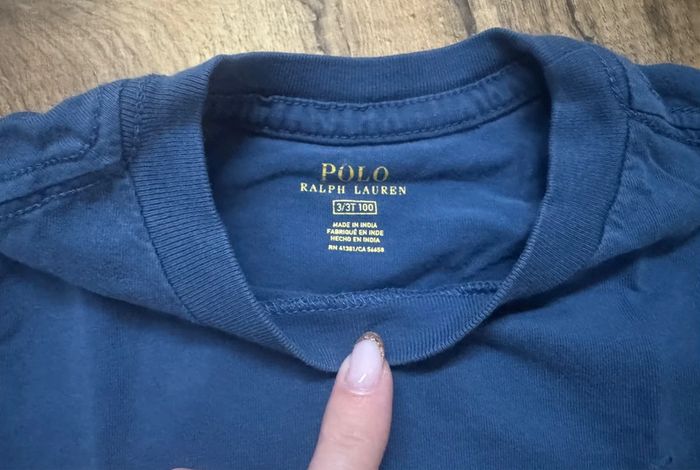 POLO
RALPH LAUREN
3/3T 100
MADE IN INDIA
FABRIQUÉ EN INDE
HECHO EN INDIA
RN 41381/CA 56658